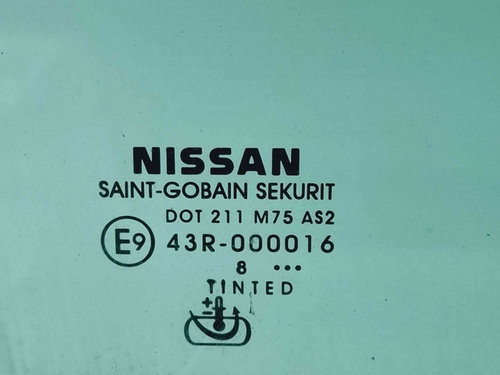 NISSAN
SAINT-GOBAIN SEKURIT
DOT 211 M75 AS2
E9 43R-000016
8 •••
TINTED
+
−